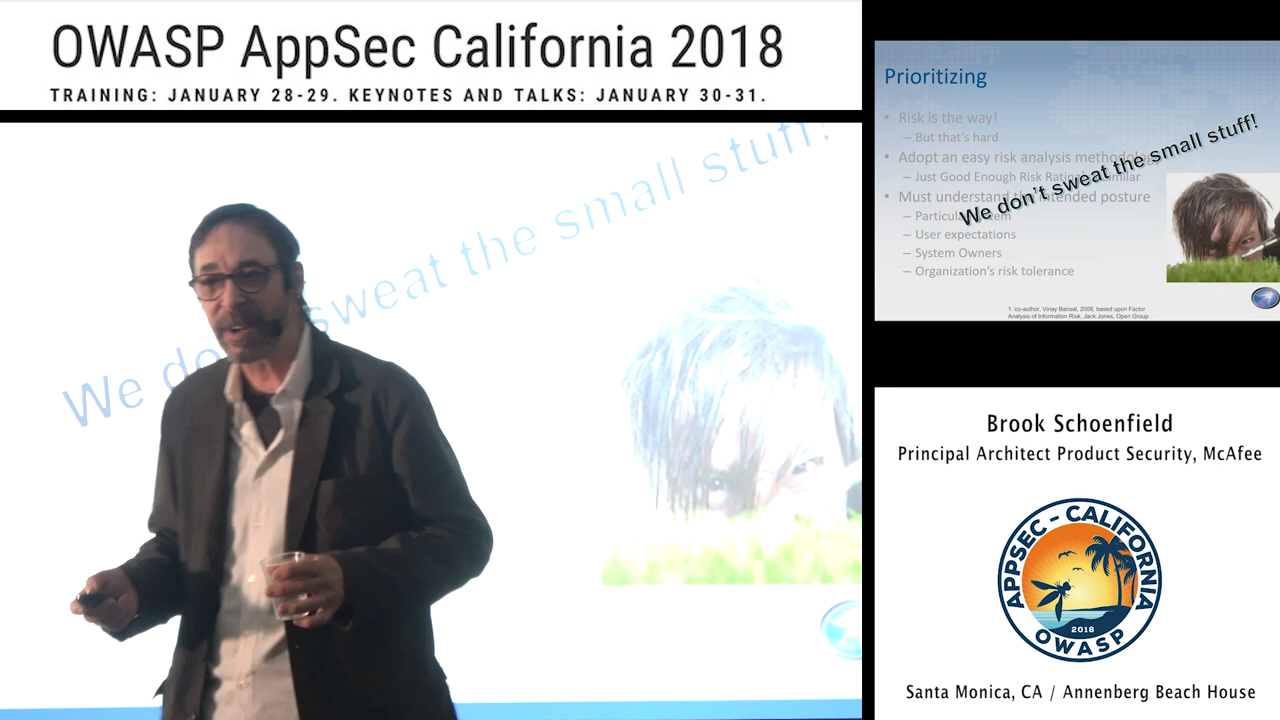 OWASP AppSec California 2018
TRAINING: JANUARY 28-29. KEYNOTES AND TALKS: JANUARY 30-31.
We do sweat the small stuff!
Prioritizing
• Risk is the way!
– But that's hard
• Adopt an easy risk analysis methodology
– Just Good Enough Risk Rating similar
• Must understand the intended posture
– Particular system
– User expectations
– System Owners
– Organization's risk tolerance
We don't sweat the small stuff!
1. co-author, Vinay Bansal, 2008, based upon Factor
Analysis of Information Risk, Jack Jones, Open Group
Brook Schoenfield
Principal Architect Product Security, McAfee
APPSEC - CALIFORNIA
2018
OWASP
Santa Monica, CA / Annenberg Beach House